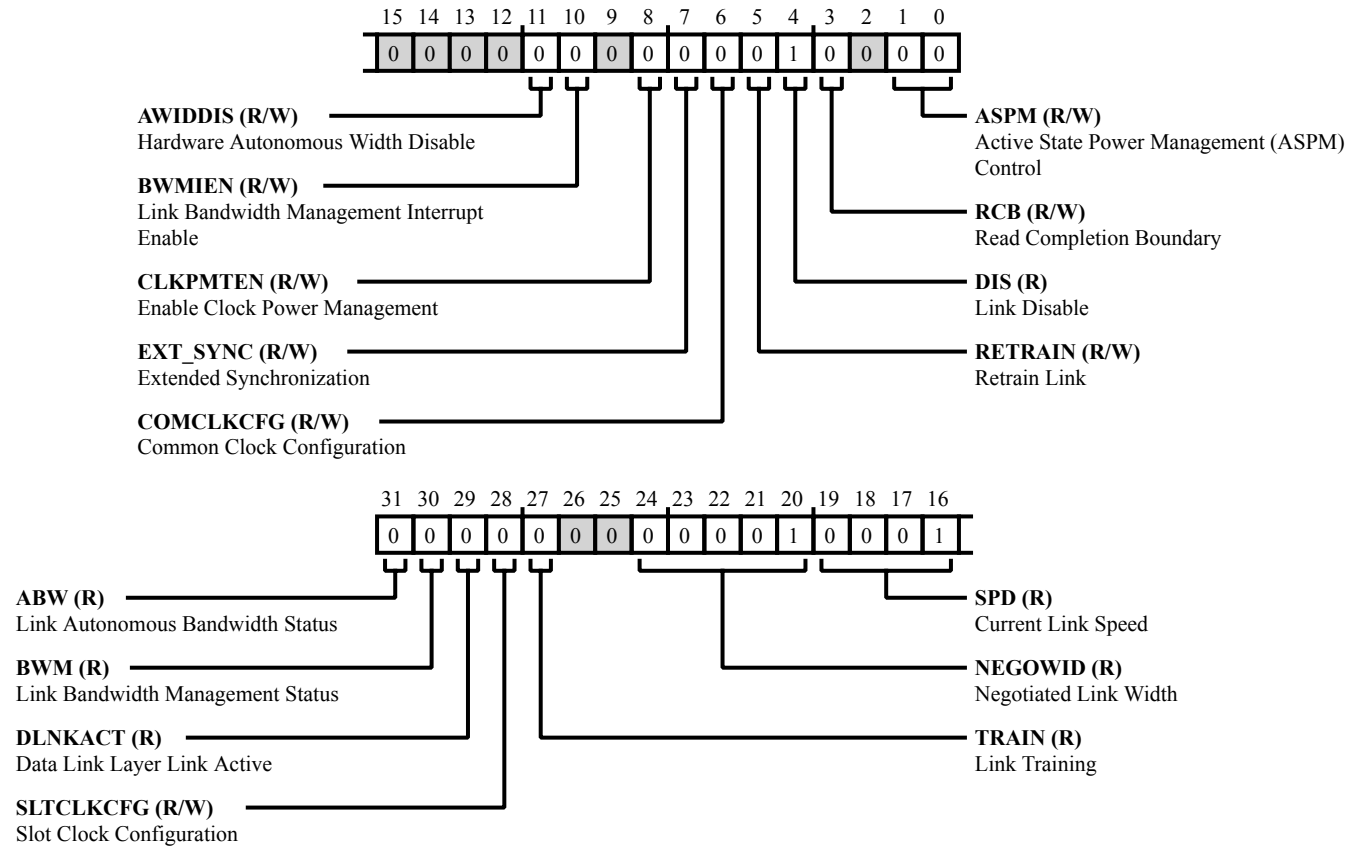 15 14 13 12 11 10 9 8 7 6 5 4 3 2 1 0
0 0 0 0 0 0 0 0 0 0 0 1 0 0 0 0
AWIDDIS (R/W)
Hardware Autonomous Width Disable
BWMIEN (R/W)
Link Bandwidth Management Interrupt
Enable
CLKPMTEN (R/W)
Enable Clock Power Management
EXT_SYNC (R/W)
Extended Synchronization
COMCLKCFG (R/W)
Common Clock Configuration
ASPM (R/W)
Active State Power Management (ASPM)
Control
RCB (R/W)
Read Completion Boundary
DIS (R)
Link Disable
RETRAIN (R/W)
Retrain Link
31 30 29 28 27 26 25 24 23 22 21 20 19 18 17 16
0 0 0 0 0 0 0 0 0 0 0 1 0 0 0 1
ABW (R)
Link Autonomous Bandwidth Status
BWM (R)
Link Bandwidth Management Status
DLNKACT (R)
Data Link Layer Link Active
SLTCLKCFG (R/W)
Slot Clock Configuration
SPD (R)
Current Link Speed
NEGOWID (R)
Negotiated Link Width
TRAIN (R)
Link Training